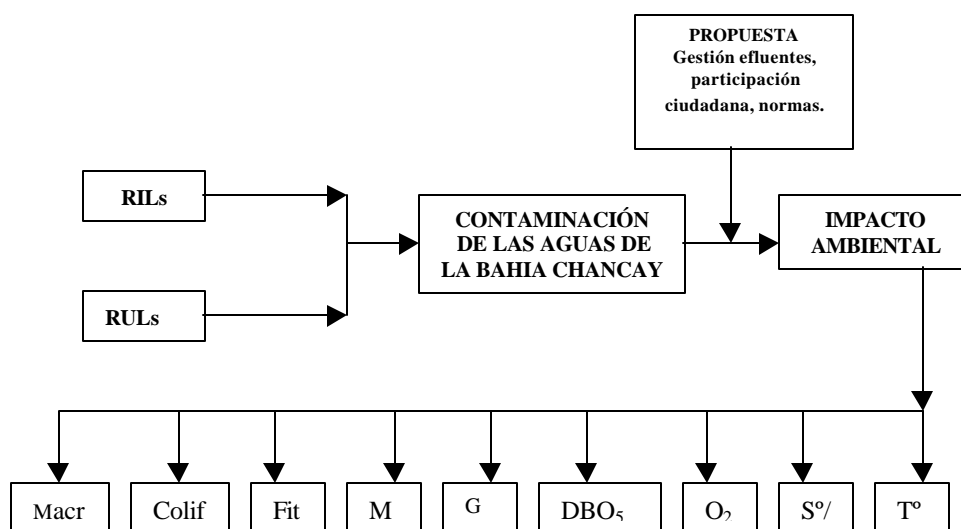 PROPUESTA
Gestión efluentes,
participación
ciudadana, normas.
RILs
CONTAMINACIÓN
DE LAS AGUAS DE
LA BAHIA CHANCAY
IMPACTO
AMBIENTAL
RULs
Macr
Colif
Fit
M
G
DBO₅
O₂
Sº/
Tº